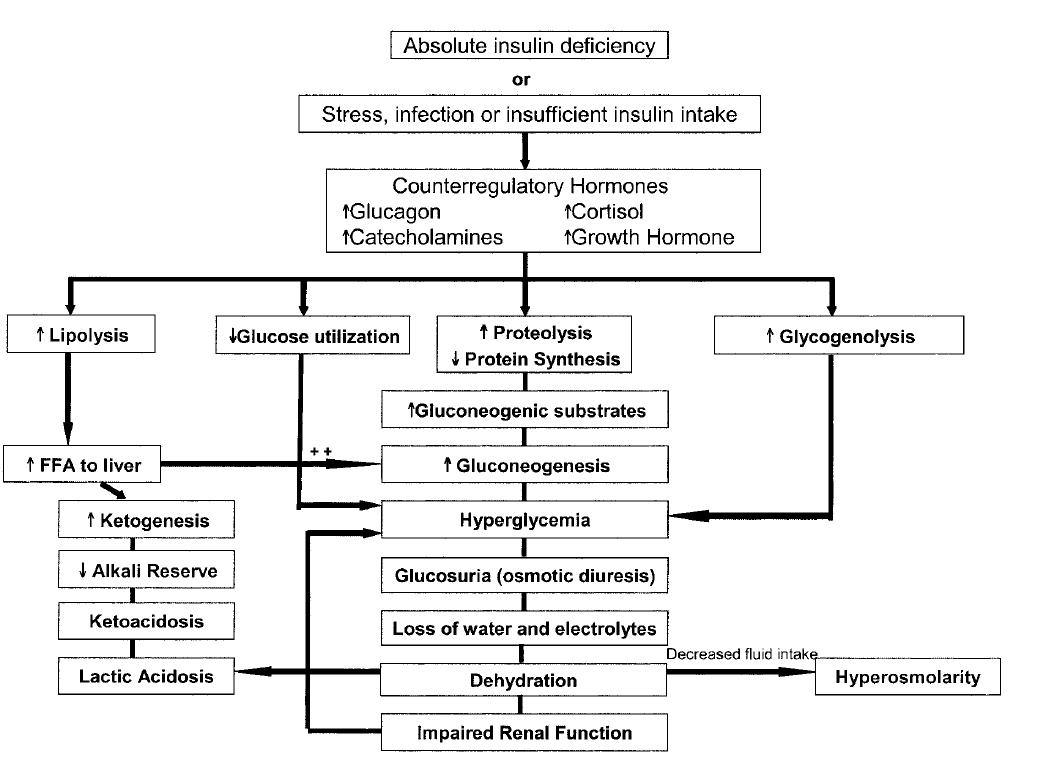 Absolute insulin deficiency
or
Stress, infection or insufficient insulin intake
Counterregulatory Hormones
↑Glucagon ↑Cortisol
↑Catecholamines ↑Growth Hormone
↑ Lipolysis
↓Glucose utilization
↑ Proteolysis
↓ Protein Synthesis
↑ Glycogenolysis
↑Gluconeogenic substrates
↑ FFA to liver
++
↑ Gluconeogenesis
↑ Ketogenesis
Hyperglycemia
↓ Alkali Reserve
Glucosuria (osmotic diuresis)
Ketoacidosis
Loss of water and electrolytes
Lactic Acidosis
Dehydration
Decreased fluid intake
Hyperosmolarity
Impaired Renal Function